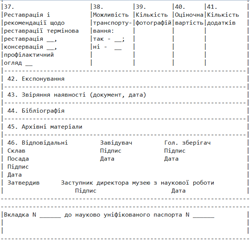 |37. |38. |39. |40. |41. |
|Реставрація і |Можливість |Кількість |Оціночна|Кількість |
|рекомендації щодо |транспорту-|фотографій|вартість|додатків |
|реставрації термінова |вання: | | | |
|реставрація __, |так - __; | | | |
|консервація __, |ні - __ | | | |
|профілактичний | | | | |
|огляд __ | | | | |
| 42. Експонування |
| 43. Звіряння наявності (документ, дата) |
| 44. Бібліографія |
| 45. Архівні матеріали |
| 46. Відповідальні Завідувач Гол. зберігач |
| Склав Підпис Підпис |
| Посада Дата Дата |
| Підпис |
| Дата |
| Затвердив Заступник директора музею з наукової роботи |
| Підпис Дата |
|Вкладка N ______ до науково уніфікованого паспорта N ______ |